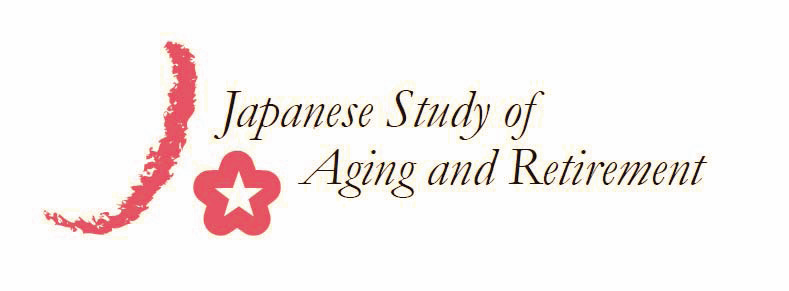 Japanese Study of
Aging and Retirement